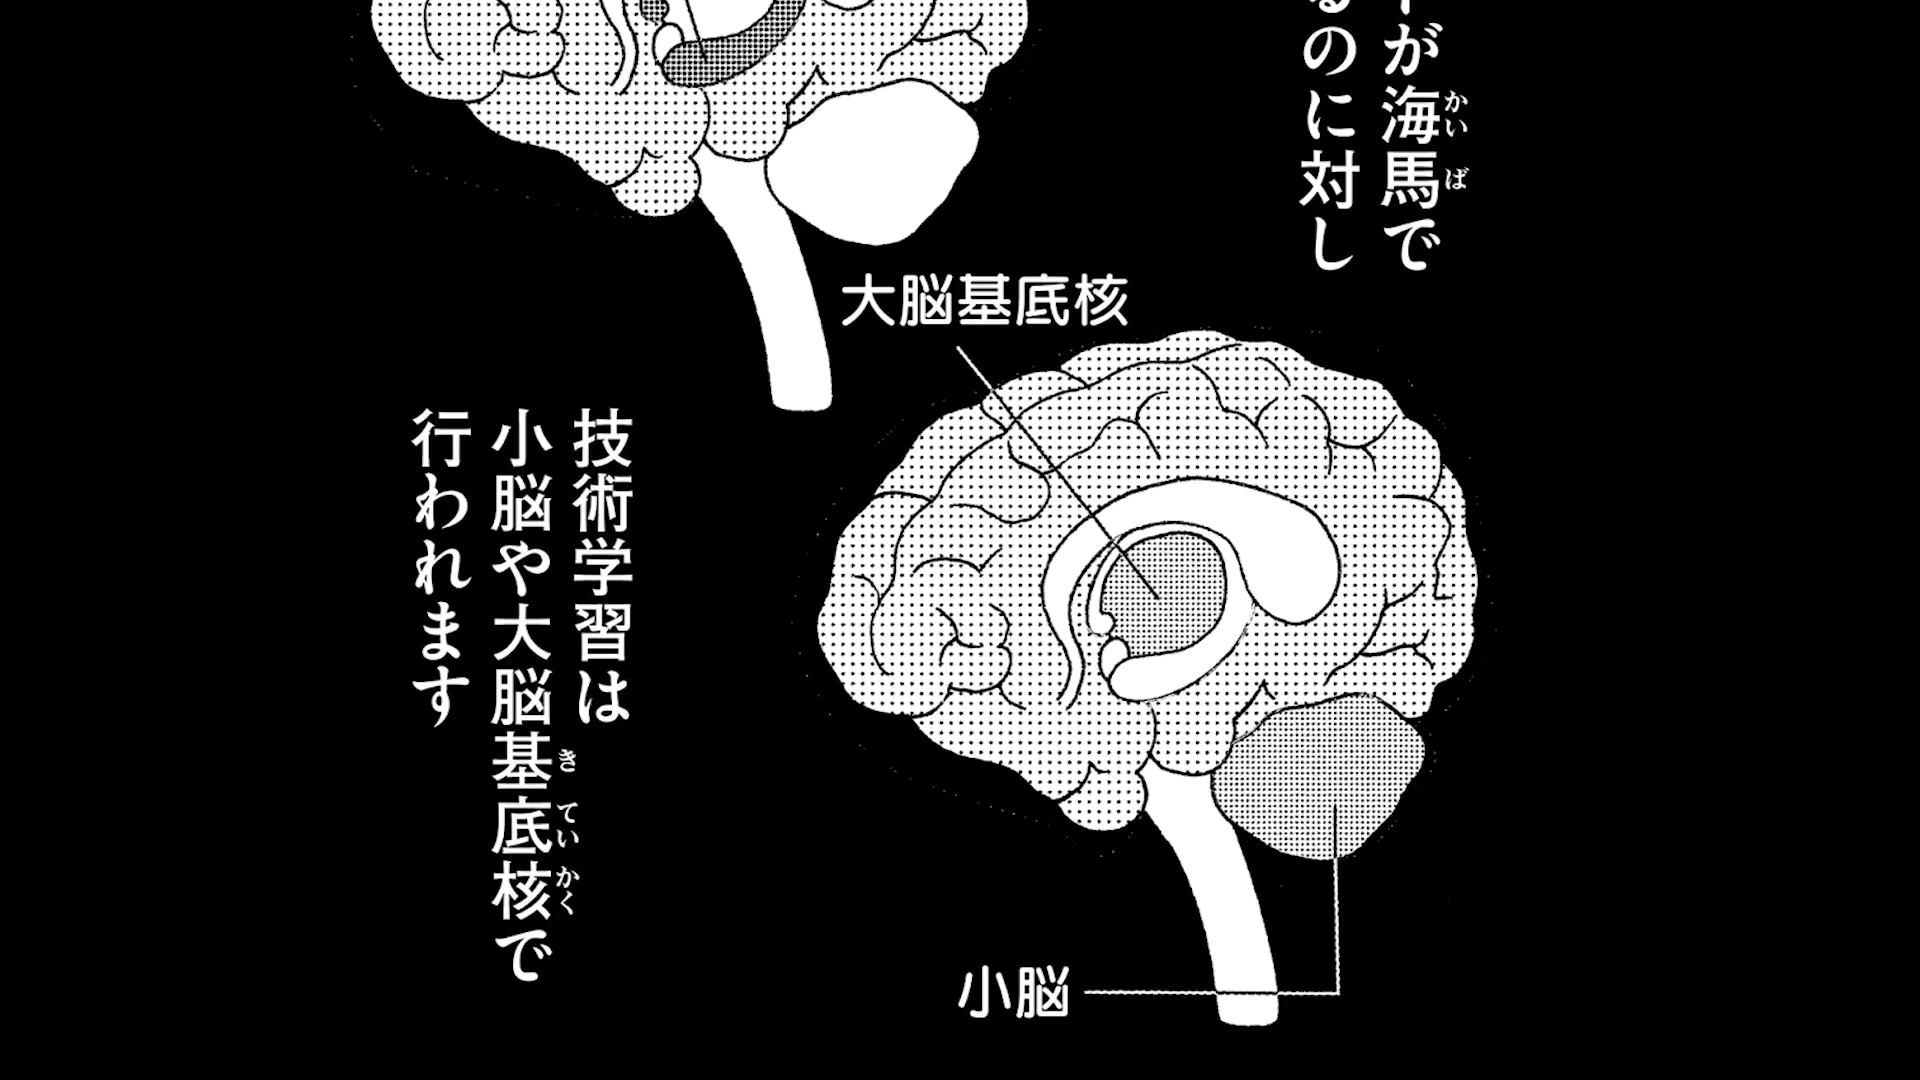 が海馬で
るのに対し
大脳基底核
技術学習は
小脳や大脳基底核で
行われます
小脳